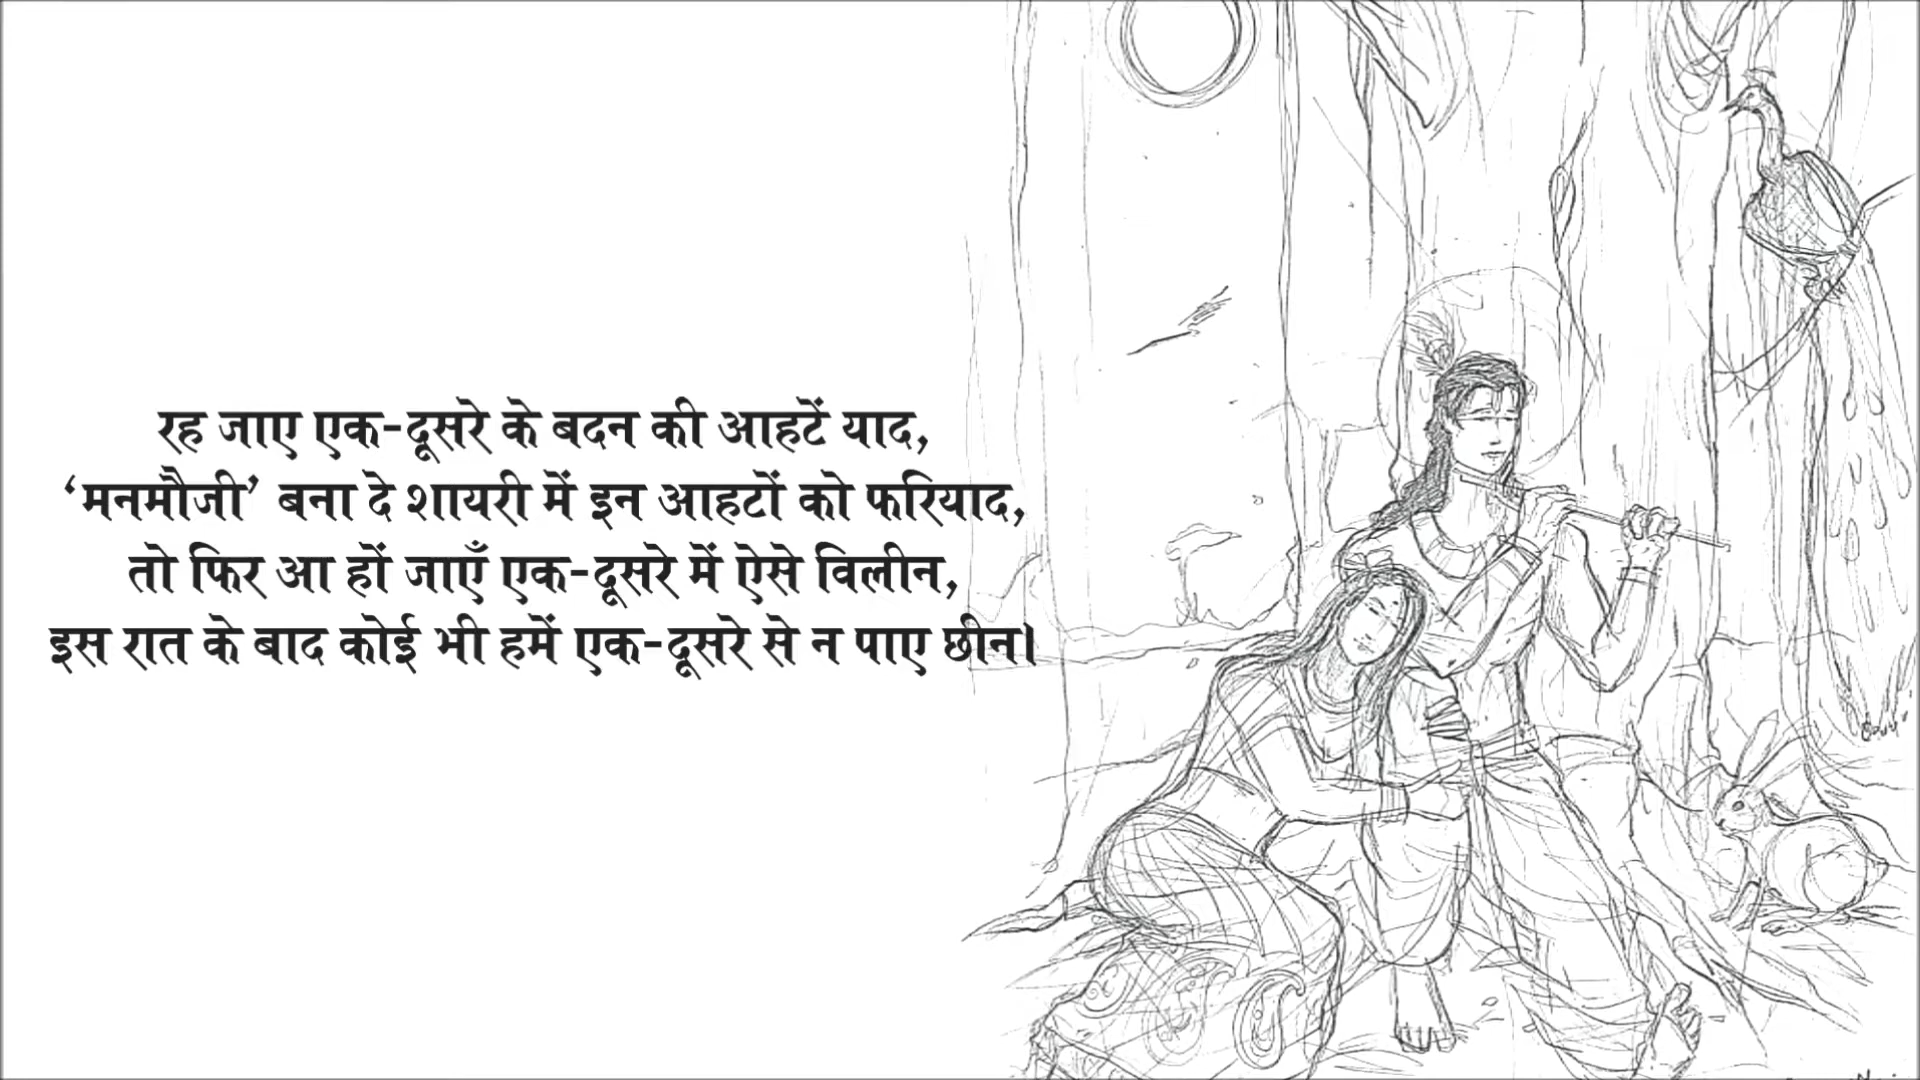 रह जाए एक-दूसरे के बदन की आहटें याद,
‘मनमौजी’ बना दे शायरी में इन आहटों को फरियाद,
तो फिर आ हों जाएँ एक-दूसरे में ऐसे विलीन,
इस रात के बाद कोई भी हमें एक-दूसरे से न पाए छीन।